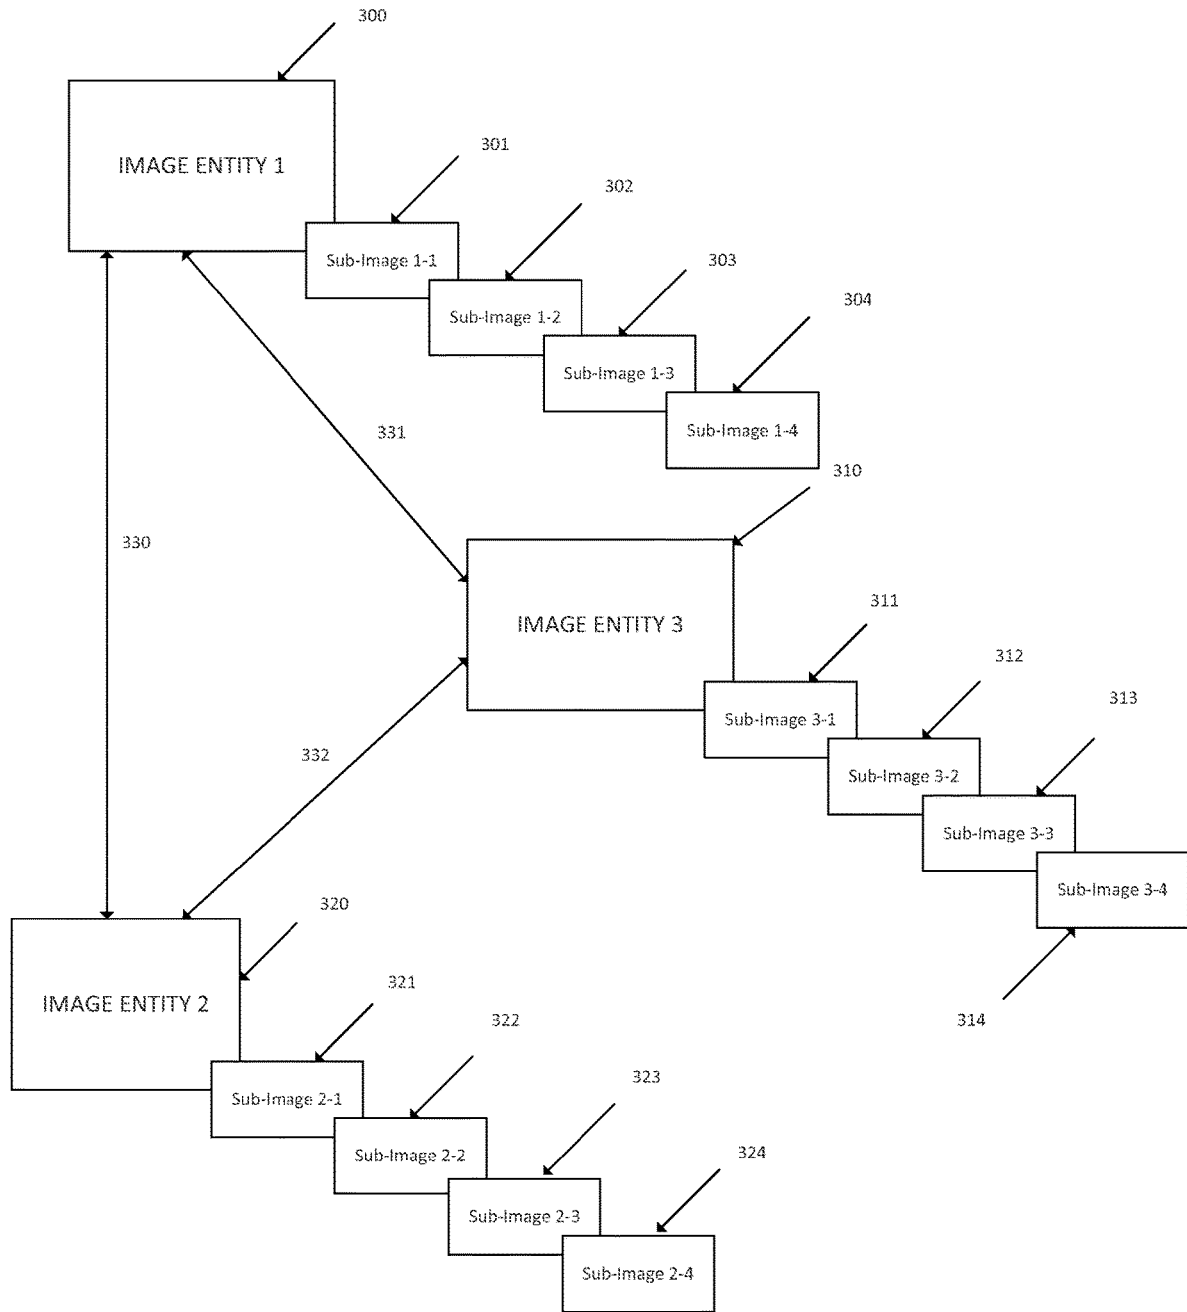 300
IMAGE ENTITY 1
301
302
Sub-Image 1-1
303
Sub-Image 1-2
304
Sub-Image 1-3
Sub-Image 1-4
331
310
330
IMAGE ENTITY 3
311
312
Sub-Image 3-1
313
332
Sub-Image 3-2
Sub-Image 3-3
Sub-Image 3-4
320
IMAGE ENTITY 2
321
322
314
323
Sub-Image 2-1
Sub-Image 2-2
324
Sub-Image 2-3
Sub-Image 2-4